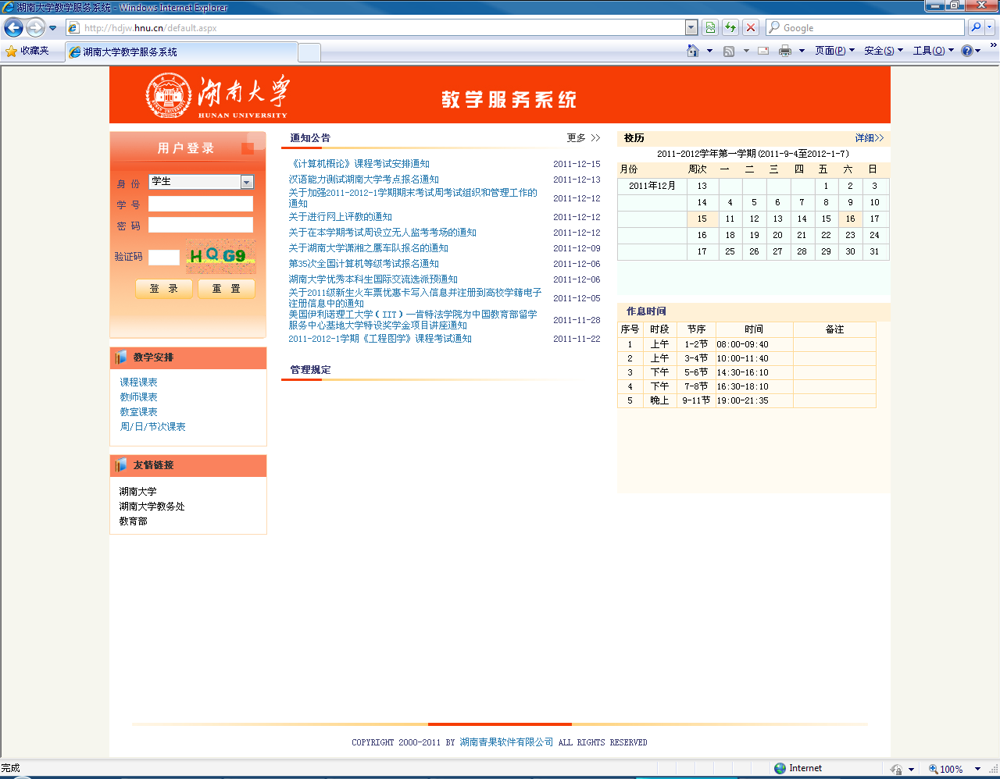 湖南大学教学服务系统 - Windows Internet Explorer
http://hdjw.hnu.cn/default.aspx
Google
收藏夹
湖南大学教学服务系统
页面(P)
安全(S)
工具(O)
湖南大学
HUNAN UNIVERSITY
教学服务系统
用户登录
身 份
学生
学 号
密 码
验证码
HQG9
登 录
重 置
教学安排
课程课表
教师课表
教室课表
周/日/节次课表
友情链接
湖南大学
湖南大学教务处
教育部
通知公告
更多 >>
《计算机概论》课程考试安排通知 2011-12-15
汉语能力测试湖南大学考点报名通知 2011-12-13
关于加强2011-2012-1学期期末考试周考试组织和管理工作的
通知 2011-12-12
关于进行网上评教的通知 2011-12-12
关于在本学期考试周设立无人监考考场的通知 2011-12-12
关于湖南大学潇湘之鹰车队报名的通知 2011-12-09
第35次全国计算机等级考试报名通知 2011-12-06
湖南大学优秀本科生国际交流选派预通知 2011-12-06
关于2011级新生火车票优惠卡写入信息并注册到高校学籍电子
注册信息中的通知 2011-12-05
美国伊利诺理工大学（IIT）—肯特法学院为中国教育部留学
服务中心基地大学特设奖学金项目讲座通知 2011-11-28
2011-2012-1学期《工程图学》课程考试通知 2011-11-22
管理规定
校历
详细>>
2011-2012学年第一学期(2011-9-4至2012-1-7)
月份 周次 一 二 三 四 五 六 日
2011年12月 13 1 2 3
14 4 5 6 7 8 9 10
15 11 12 13 14 15 16 17
16 18 19 20 21 22 23 24
17 25 26 27 28 29 30 31
作息时间
序号 时段 节序 时间 备注
1 上午 1-2节 08:00-09:40
2 上午 3-4节 10:00-11:40
3 下午 5-6节 14:30-16:10
4 下午 7-8节 16:30-18:10
5 晚上 9-11节 19:00-21:35
COPYRIGHT 2000-2011 BY 湖南青果软件有限公司 ALL RIGHTS RESERVED
完成
Internet
100%